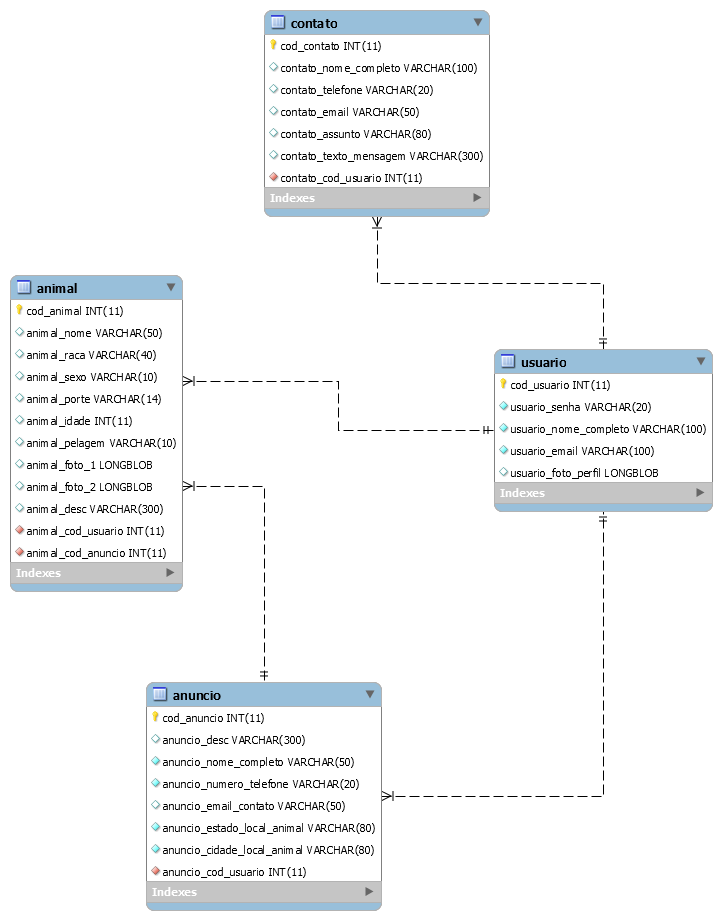 contato
cod_contato INT(11)
contato_nome_completo VARCHAR(100)
contato_telefone VARCHAR(20)
contato_email VARCHAR(50)
contato_assunto VARCHAR(80)
contato_texto_mensagem VARCHAR(300)
contato_cod_usuario INT(11)
Indexes
animal
cod_animal INT(11)
animal_nome VARCHAR(50)
animal_raca VARCHAR(40)
animal_sexo VARCHAR(10)
animal_porte VARCHAR(14)
animal_idade INT(11)
animal_pelagem VARCHAR(10)
animal_foto_1 LONGBLOB
animal_foto_2 LONGBLOB
animal_desc VARCHAR(300)
animal_cod_usuario INT(11)
animal_cod_anuncio INT(11)
Indexes
usuario
cod_usuario INT(11)
usuario_senha VARCHAR(20)
usuario_nome_completo VARCHAR(100)
usuario_email VARCHAR(100)
usuario_foto_perfil LONGBLOB
Indexes
anuncio
cod_anuncio INT(11)
anuncio_desc VARCHAR(300)
anuncio_nome_completo VARCHAR(50)
anuncio_numero_telefone VARCHAR(20)
anuncio_email_contato VARCHAR(50)
anuncio_estado_local_animal VARCHAR(80)
anuncio_cidade_local_animal VARCHAR(80)
anuncio_cod_usuario INT(11)
Indexes